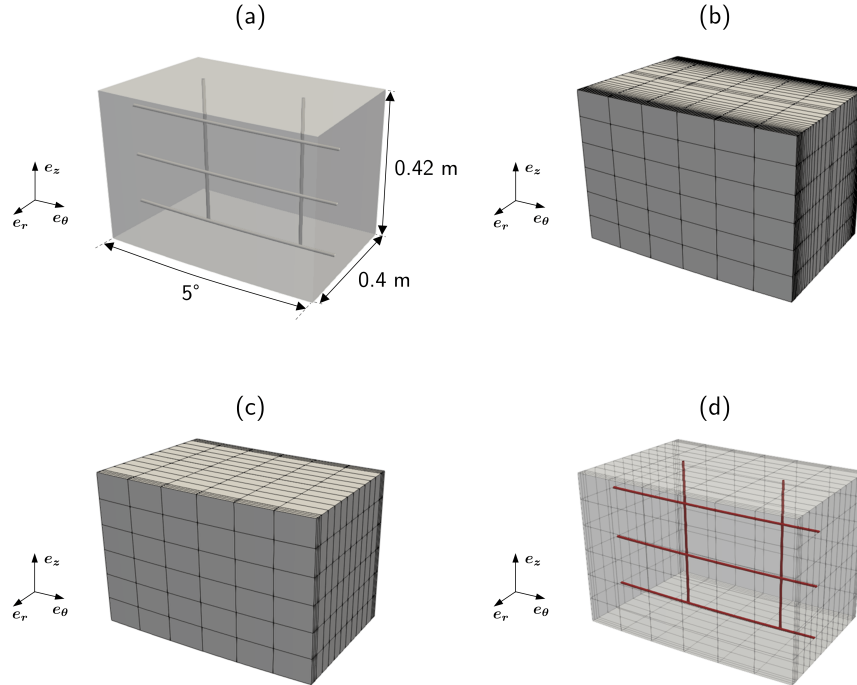 (a)
(b)
0.42 m
0.4 m
5°
e_z
e_r
e_θ
e_z
e_r
e_θ
(c)
(d)
e_z
e_r
e_θ
e_z
e_r
e_θ